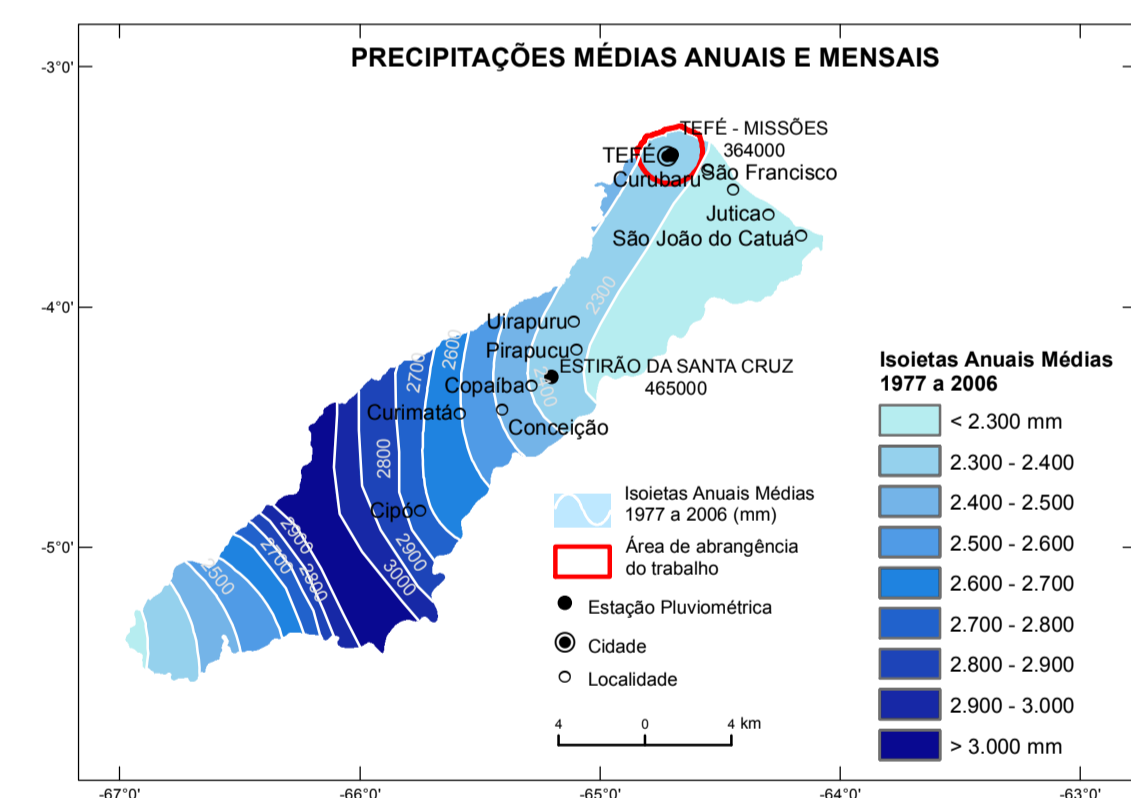 PRECIPITAÇÕES MÉDIAS ANUAIS E MENSAIS
-3°0'
-4°0'
-5°0'
TEFÉ - MISSÕES
364000
TEFÉ
Curubaru
São Francisco
Jutica
São João do Catuá
2300
Uirapuru
2600
Pirapucu
2700
ESTIRÃO DA SANTA CRUZ
465000
Copaíba
2400
Curimatá
Conceição
2800
Cipó
2900
2900
3000
2700
2800
2500
Isoietas Anuais Médias
1977 a 2006 (mm)
Área de abrangência
do trabalho
Estação Pluviométrica
Cidade
Localidade
4 0 4 km
Isoietas Anuais Médias
1977 a 2006
< 2.300 mm
2.300 - 2.400
2.400 - 2.500
2.500 - 2.600
2.600 - 2.700
2.700 - 2.800
2.800 - 2.900
2.900 - 3.000
> 3.000 mm
-67°0' -66°0' -65°0' -64°0' -63°0'